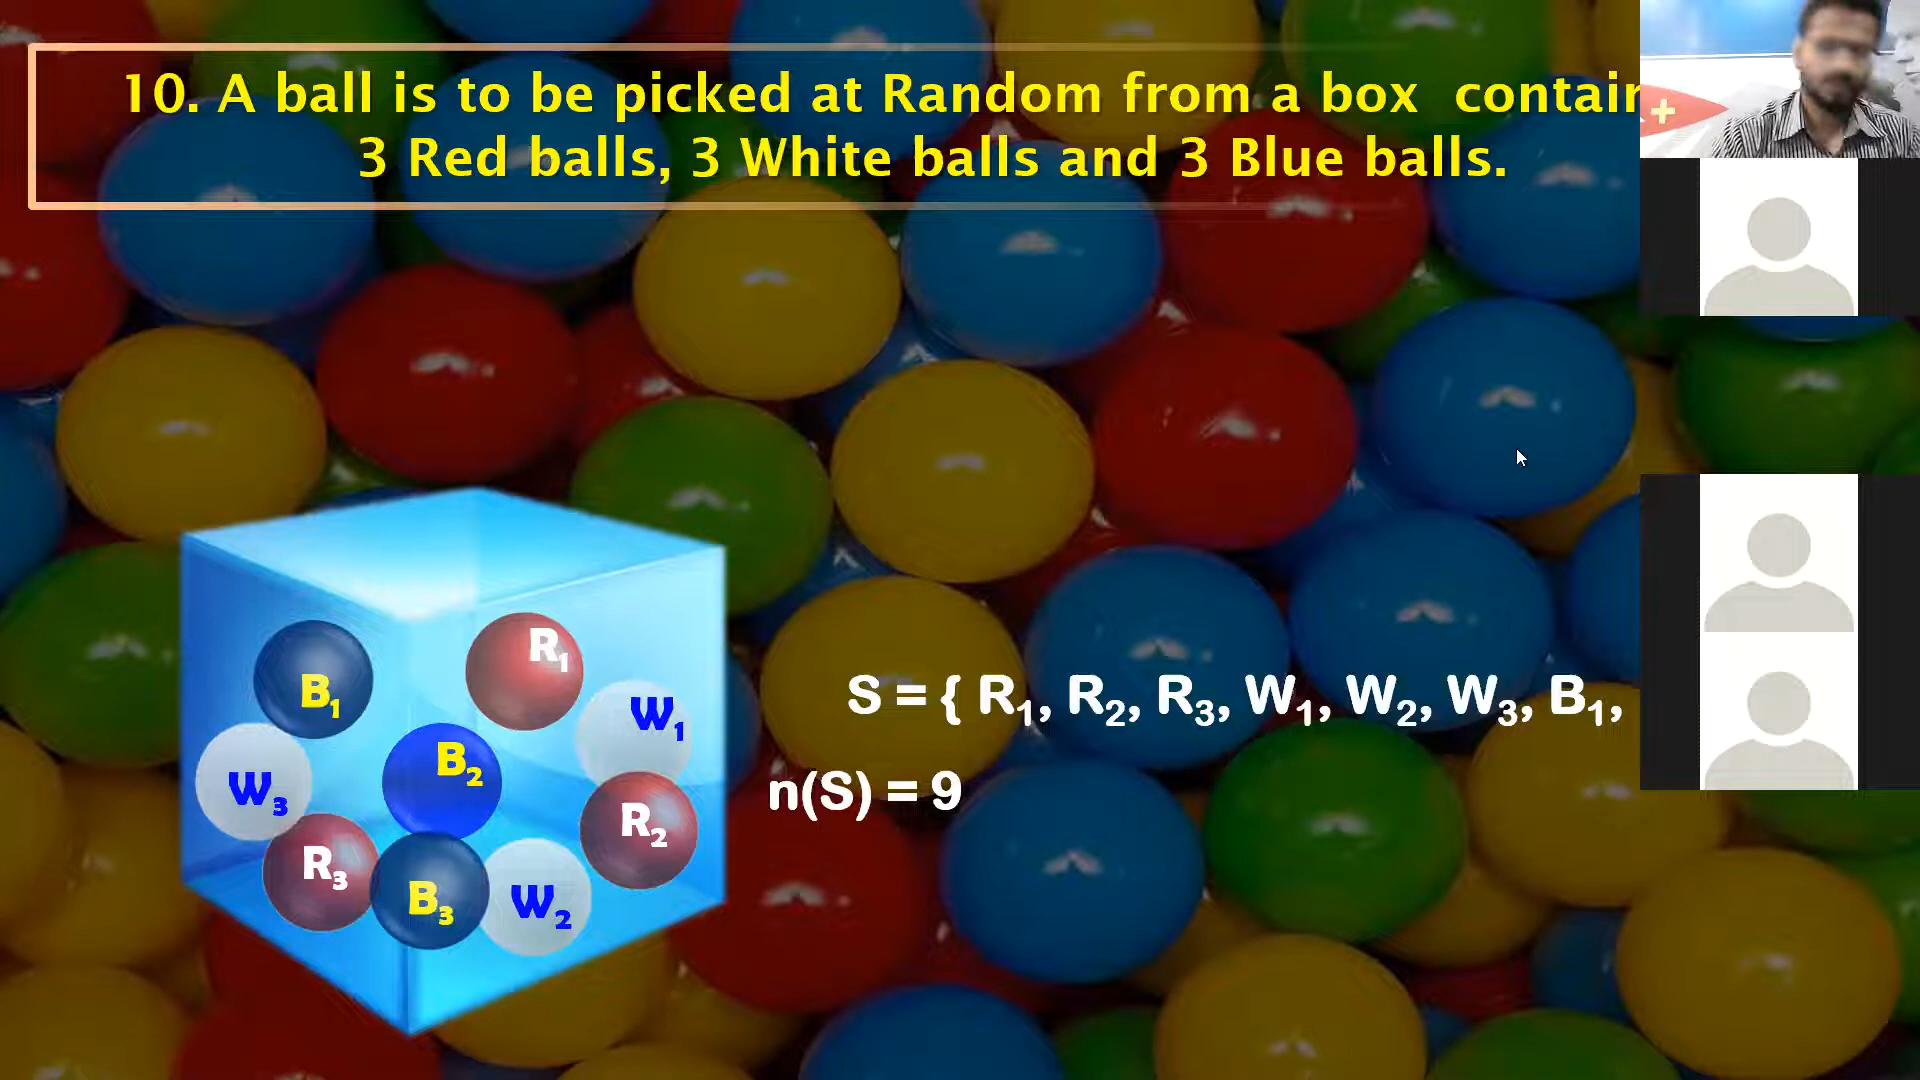 10. A ball is to be picked at Random from a box contain
3 Red balls, 3 White balls and 3 Blue balls.
+
R₁
B₁
W₁
B₂
W₃
R₂
R₃
B₃
W₂
S = { R₁, R₂, R₃, W₁, W₂, W₃, B₁,
n(S) = 9